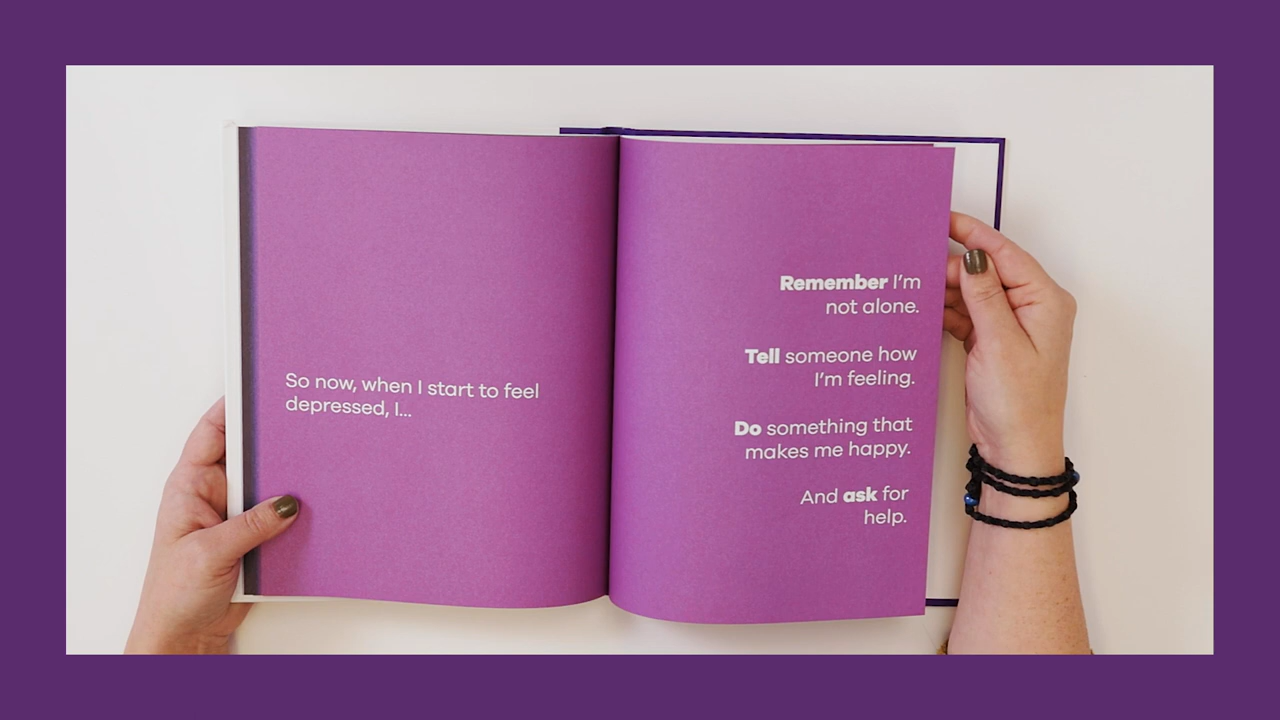 So now, when I start to feel
depressed, I...
Remember I'm
not alone.
Tell someone how
I'm feeling.
Do something that
makes me happy.
And ask for
help.